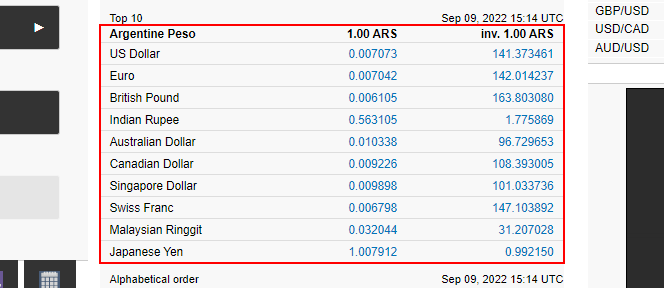 Top 10 Sep 09, 2022 15:14 UTC
Argentine Peso 1.00 ARS inv. 1.00 ARS
US Dollar 0.007073 141.373461
Euro 0.007042 142.014237
British Pound 0.006105 163.803080
Indian Rupee 0.563105 1.775869
Australian Dollar 0.010338 96.729653
Canadian Dollar 0.009226 108.393005
Singapore Dollar 0.009898 101.033736
Swiss Franc 0.006798 147.103892
Malaysian Ringgit 0.032044 31.207028
Japanese Yen 1.007912 0.992150
Alphabetical order Sep 09, 2022 15:14 UTC
GBP/USD
USD/CAD
AUD/USD